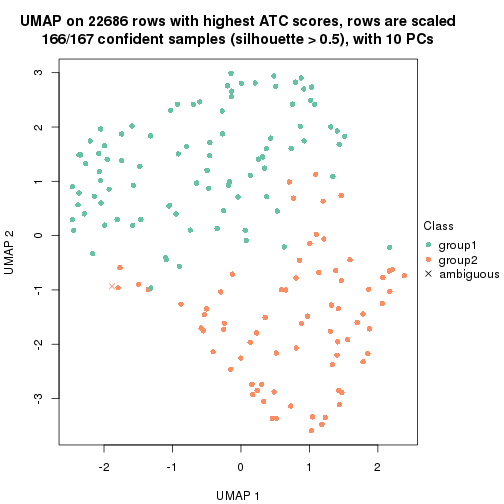 UMAP on 22686 rows with highest ATC scores, rows are scaled
166/167 confident samples (silhouette > 0.5), with 10 PCs
3
2
1
0
-1
-2
-3
UMAP 2
-2
-1
0
1
2
UMAP 1
Class
group1
group2
ambiguous